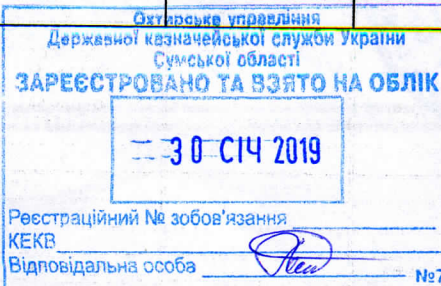 Охтирське управління
Державної казначейської служби України
Сумської області
ЗАРЕЄСТРОВАНО ТА ВЗЯТО НА ОБЛІК
30 СІЧ 2019
Реєстраційний № зобов'язання
КЕКВ
Відповідальна особа
№7